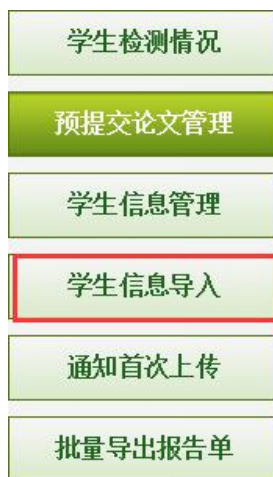 学生检测情况
预提交论文管理
学生信息管理
学生信息导入
通知首次上传
批量导出报告单